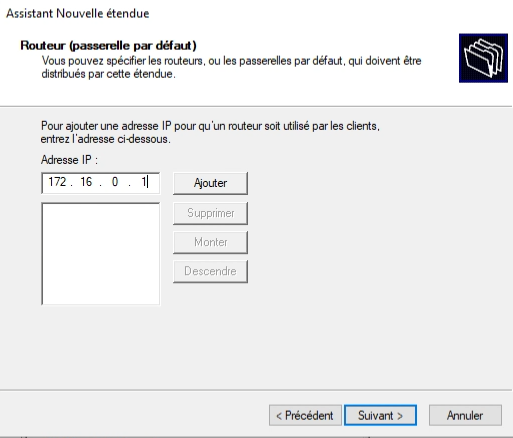 Assistant Nouvelle étendue
Routeur (passerelle par défaut)
Vous pouvez spécifier les routeurs, ou les passerelles par défaut, qui doivent être
distribués par cette étendue.
Pour ajouter une adresse IP pour qu'un routeur soit utilisé par les clients,
entrez l'adresse ci-dessous.
Adresse IP :
172 . 16 . 0 . 1
Ajouter
Supprimer
Monter
Descendre
< Précédent
Suivant >
Annuler